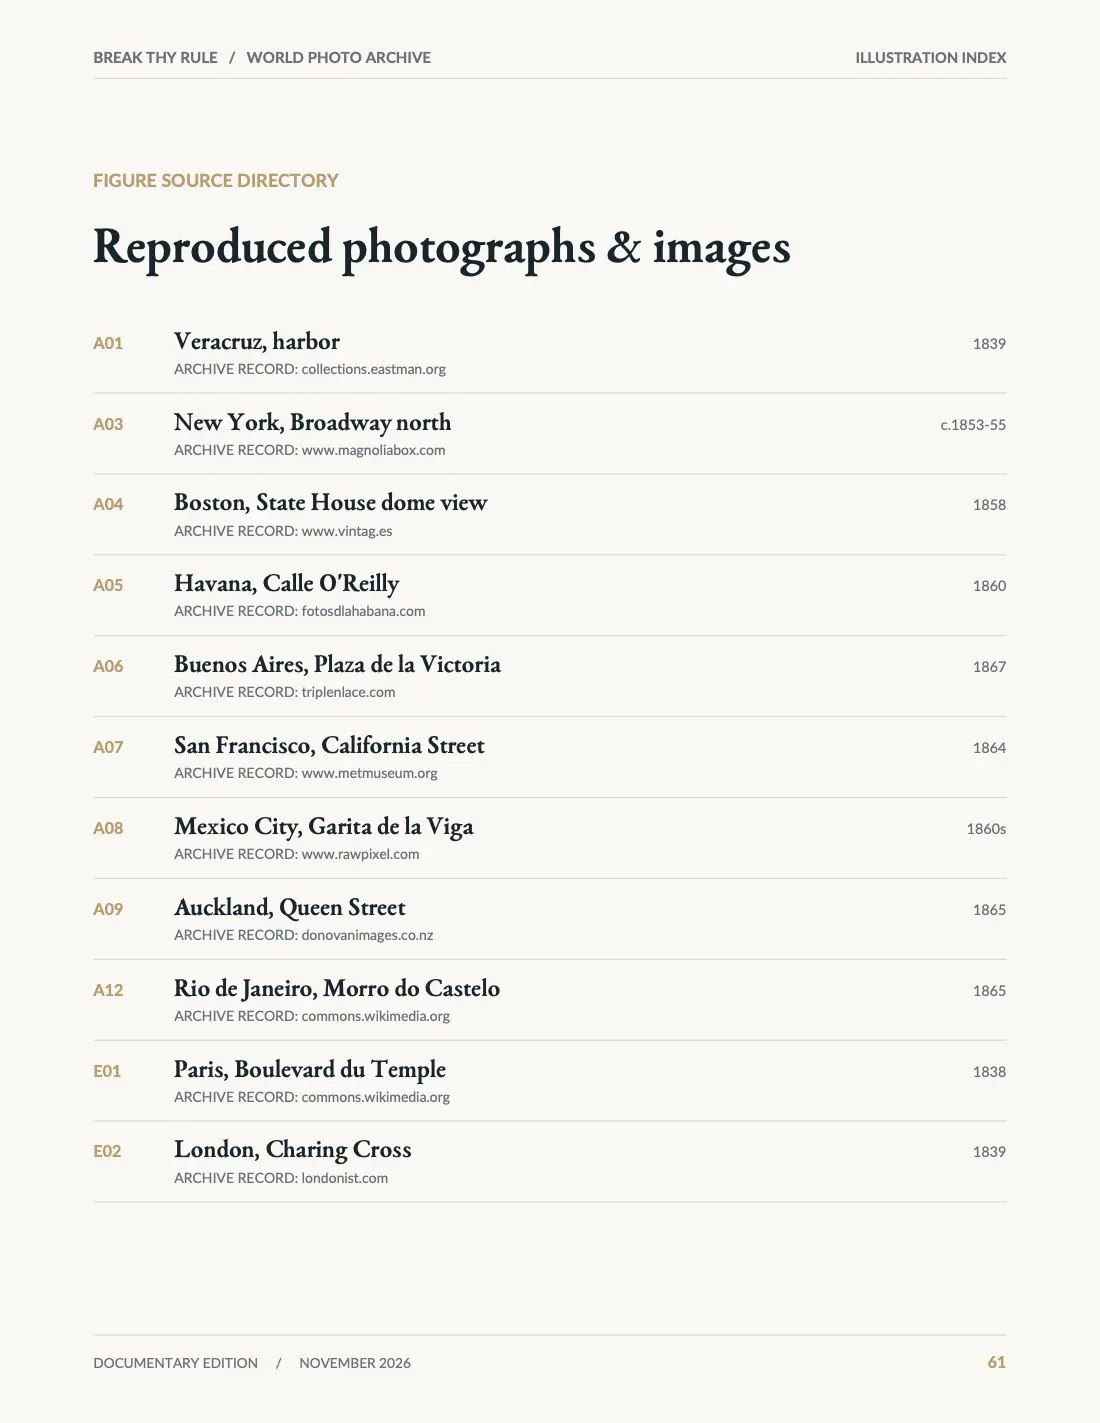 BREAK THY RULE / WORLD PHOTO ARCHIVE
ILLUSTRATION INDEX
FIGURE SOURCE DIRECTORY
Reproduced photographs & images
A01 Veracruz, harbor 1839
ARCHIVE RECORD: collections.eastman.org
A03 New York, Broadway north c.1853-55
ARCHIVE RECORD: www.magnoliabox.com
A04 Boston, State House dome view 1858
ARCHIVE RECORD: www.vintag.es
A05 Havana, Calle O'Reilly 1860
ARCHIVE RECORD: fotosdlahabana.com
A06 Buenos Aires, Plaza de la Victoria 1867
ARCHIVE RECORD: triplenlace.com
A07 San Francisco, California Street 1864
ARCHIVE RECORD: www.metmuseum.org
A08 Mexico City, Garita de la Viga 1860s
ARCHIVE RECORD: www.rawpixel.com
A09 Auckland, Queen Street 1865
ARCHIVE RECORD: donovanimages.co.nz
A12 Rio de Janeiro, Morro do Castelo 1865
ARCHIVE RECORD: commons.wikimedia.org
E01 Paris, Boulevard du Temple 1838
ARCHIVE RECORD: commons.wikimedia.org
E02 London, Charing Cross 1839
ARCHIVE RECORD: londonist.com
DOCUMENTARY EDITION / NOVEMBER 2026
61